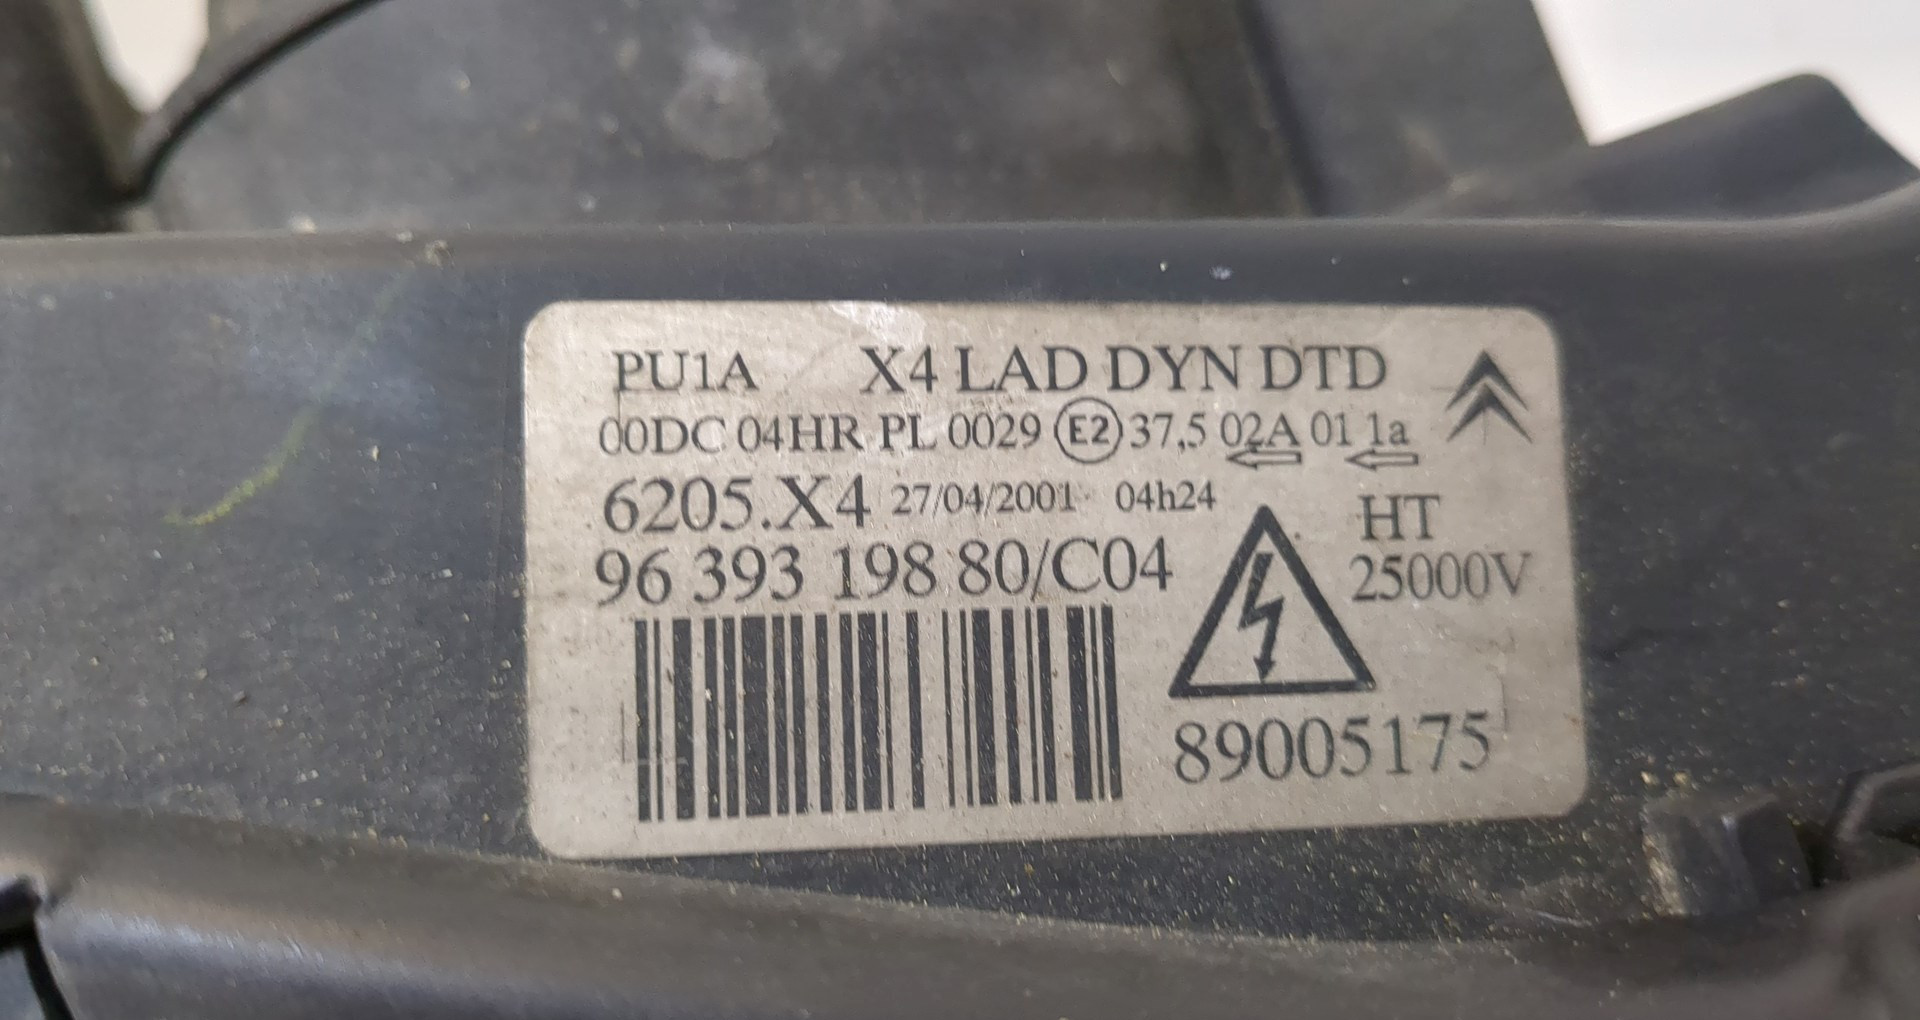 PU1A X4 LAD DYN DTD
00DC 04HR PL 0029 E2 37,5 02A 01 1a
6205.X4 27/04/2001 04h24
96 393 198 80/C04
HT
25000V
89005175